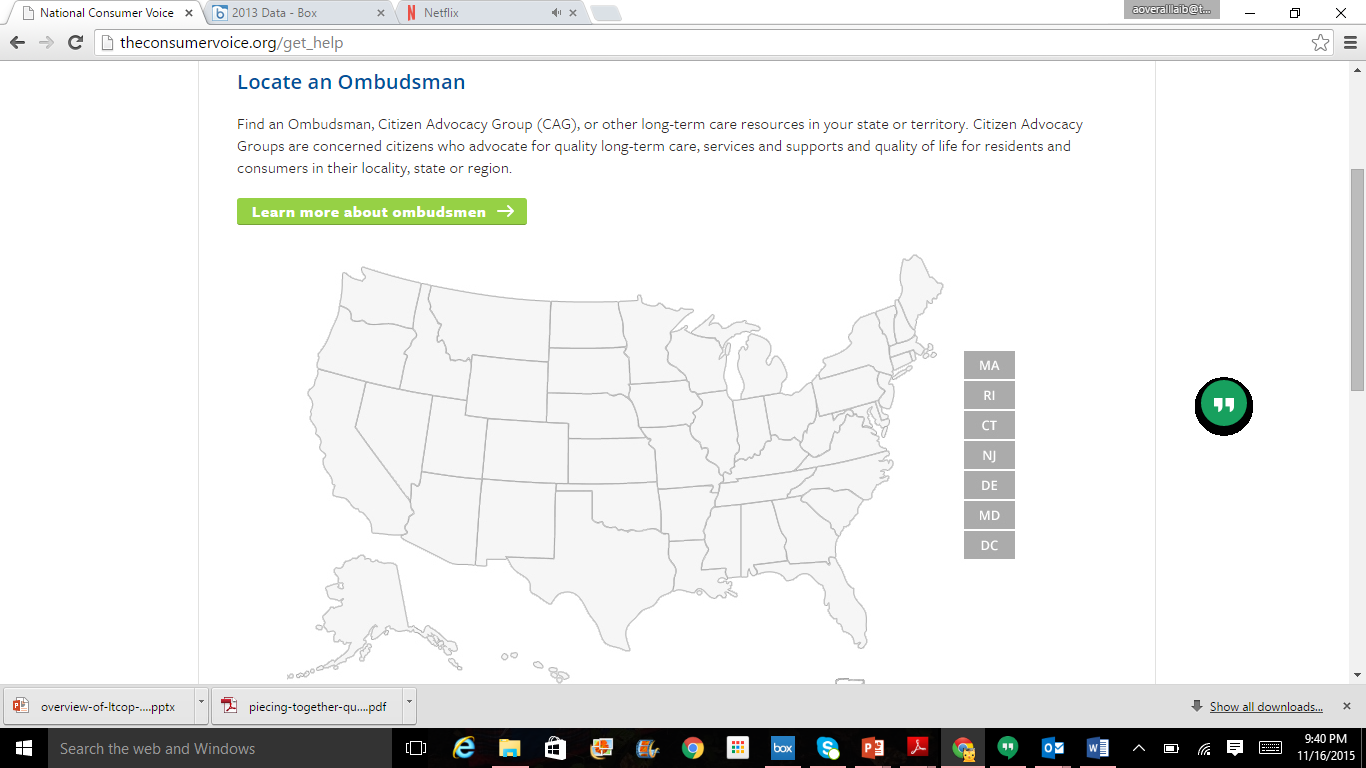 National Consumer Voice
2013 Data - Box
Netflix
aoveralllaib@t...
theconsumervoice.org/get_help
Locate an Ombudsman
Find an Ombudsman, Citizen Advocacy Group (CAG), or other long-term care resources in your state or territory. Citizen Advocacy
Groups are concerned citizens who advocate for quality long-term care, services and supports and quality of life for residents and
consumers in their locality, state or region.
Learn more about ombudsmen
MA
RI
CT
NJ
DE
MD
DC
overview-of-ltcop-....pptx
piecing-together-qu....pdf
Show all downloads...
Search the web and Windows
box
9:40 PM
11/16/2015